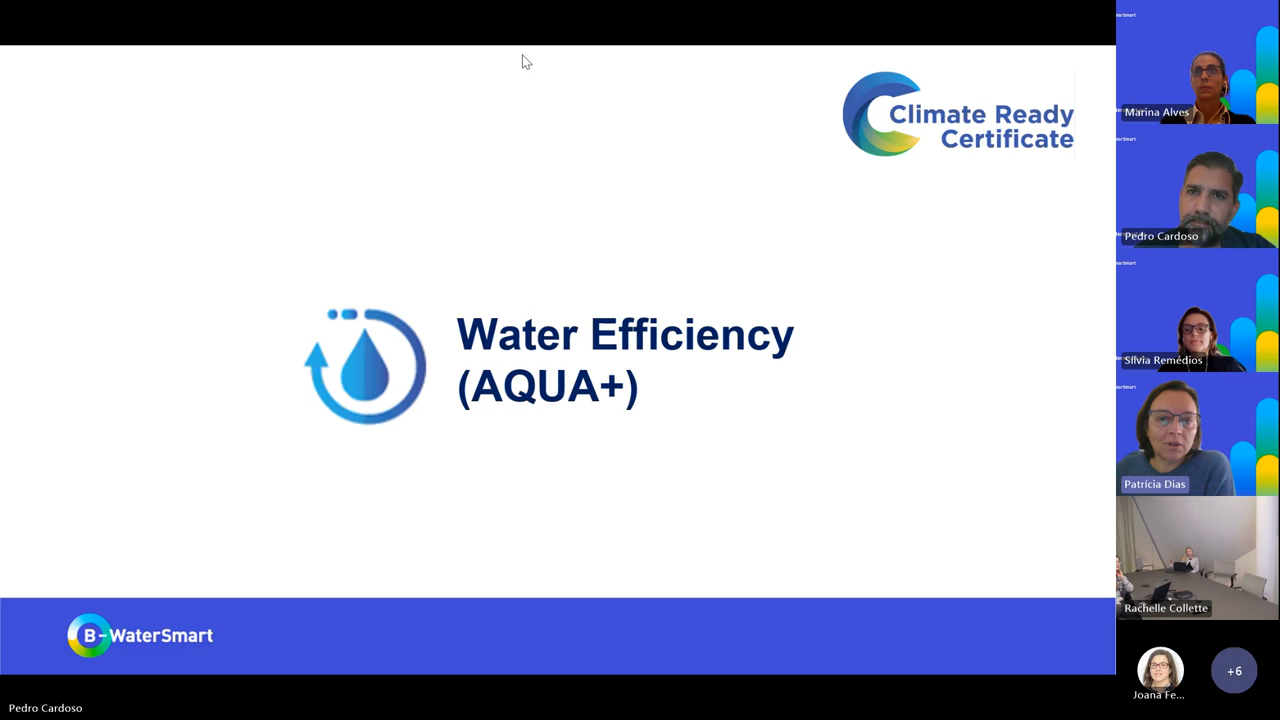 Climate Ready
Certificate
Water Efficiency
(AQUA+)
B-WaterSmart
Pedro Cardoso
Marina Alves
Pedro Cardoso
Sílvia Remédios
Patrícia Dias
Rachelle Collette
Joana Fe...
+6